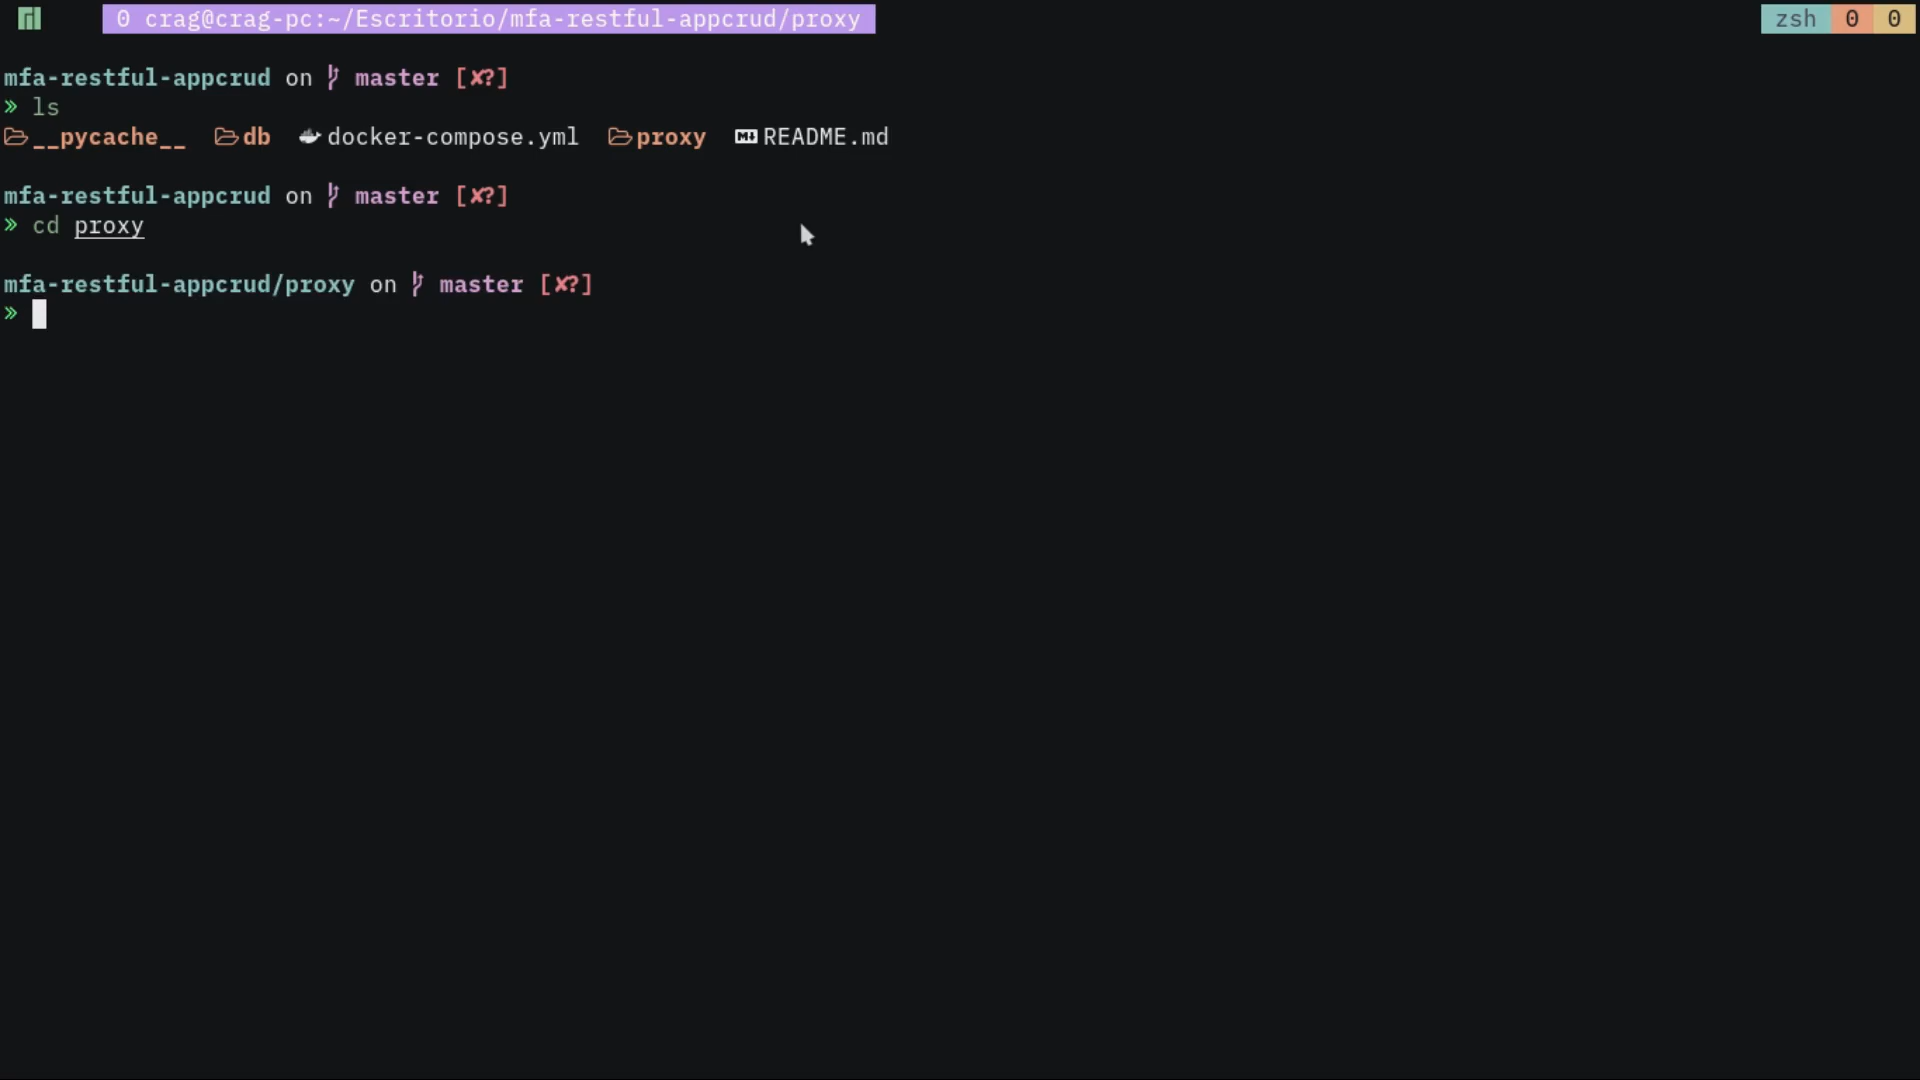 0 crag@crag-pc:~/Escritorio/mfa-restful-appcrud/proxy zsh 0 0
mfa-restful-appcrud on master [✘?]
» ls
__pycache__ db docker-compose.yml proxy README.md
mfa-restful-appcrud on master [✘?]
» cd proxy
mfa-restful-appcrud/proxy on master [✘?]
»